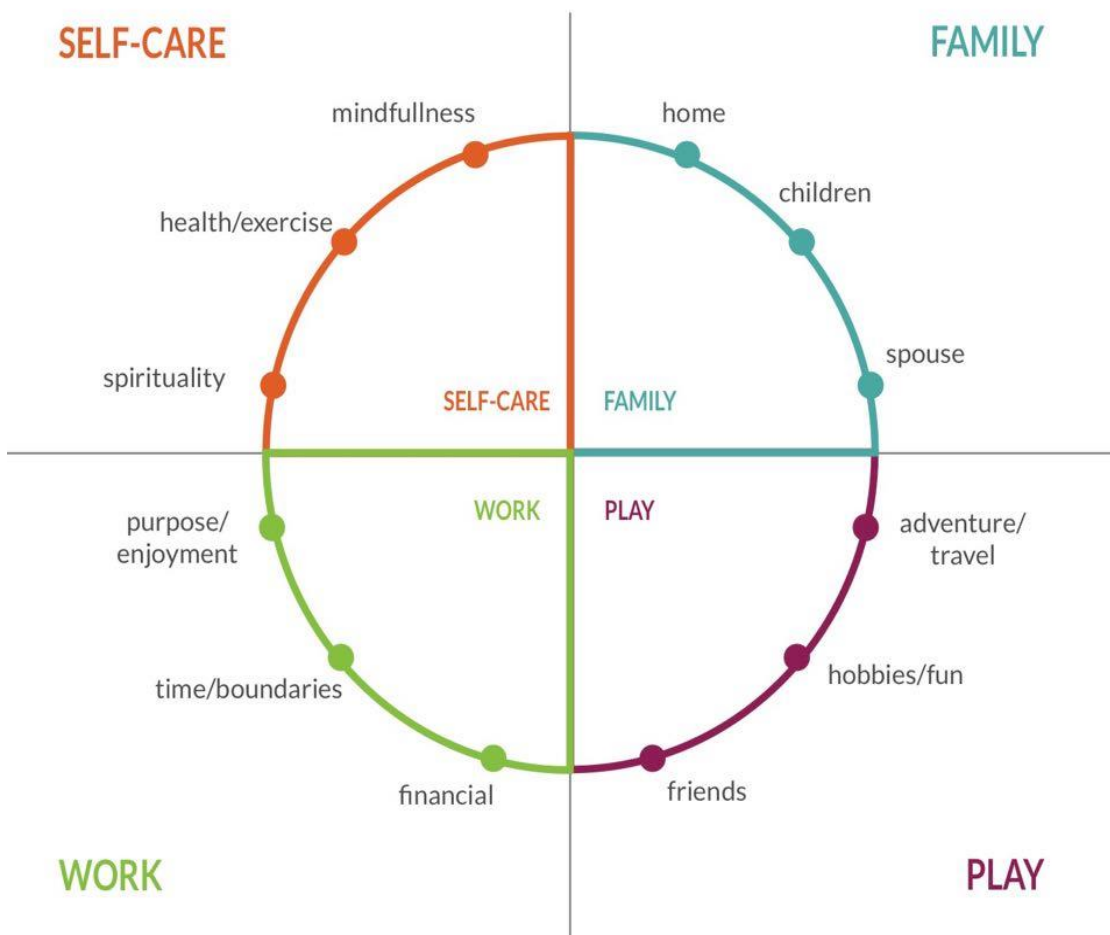 SELF-CARE
FAMILY
mindfullness
home
children
health/exercise
spouse
spirituality
SELF-CARE
FAMILY
WORK
PLAY
purpose/
enjoyment
adventure/
travel
time/boundaries
hobbies/fun
financial
friends
WORK
PLAY